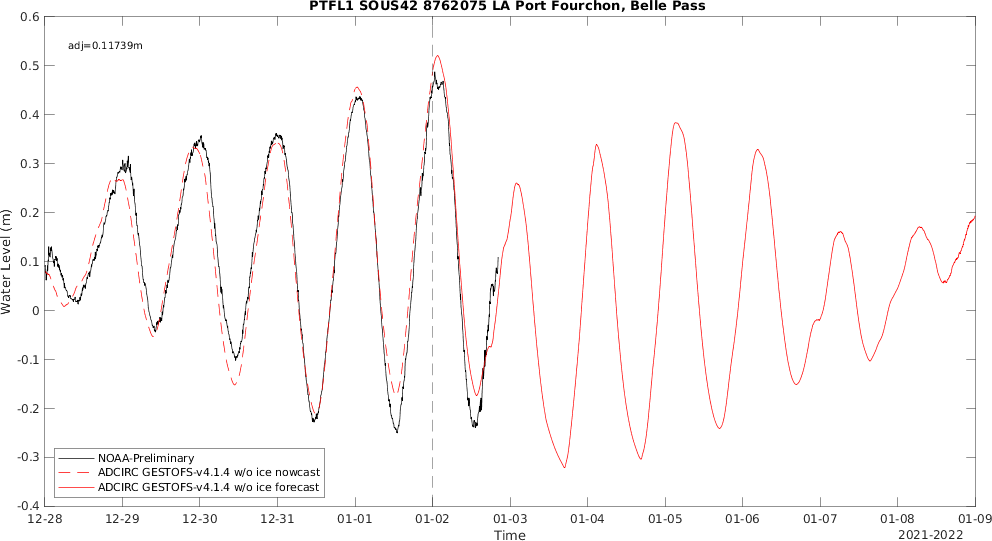 PTFL1 SOUS42 8762075 LA Port Fourchon, Belle Pass
adj=0.11739m
Water Level (m)
0.6
0.5
0.4
0.3
0.2
0.1
0
-0.1
-0.2
-0.3
-0.4
NOAA-Preliminary
ADCIRC GESTOFS-v4.1.4 w/o ice nowcast
ADCIRC GESTOFS-v4.1.4 w/o ice forecast
12-28 12-29 12-30 12-31 01-01 01-02 01-03 01-04 01-05 01-06 01-07 01-08 01-09
Time
2021-2022